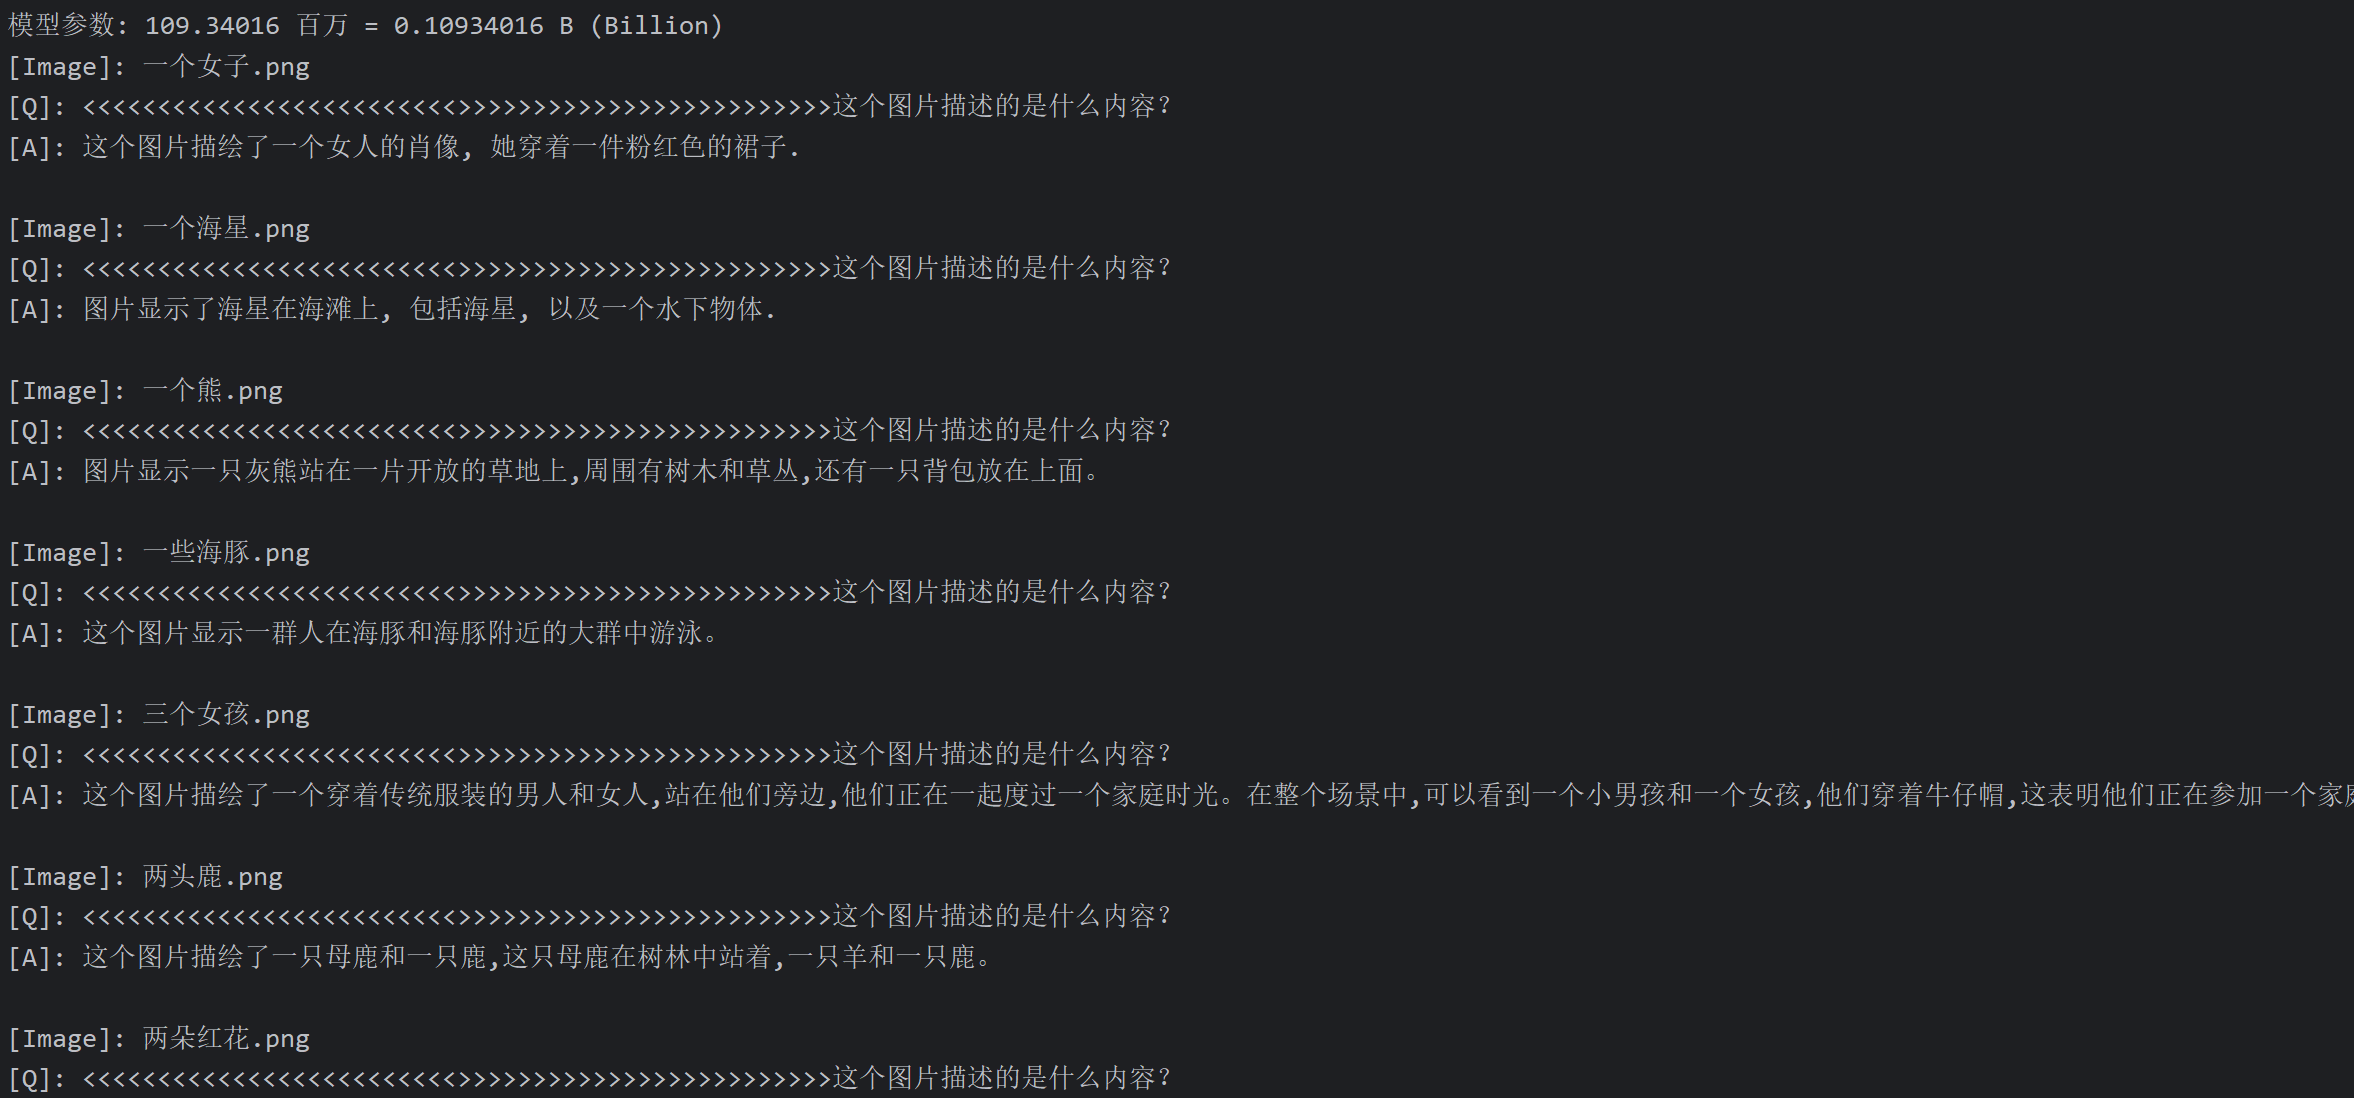 模型参数: 109.34016 百万 = 0.10934016 B (Billion)
[Image]: 一个女子.png
[Q]: <<<<<<<<<<<<<<<<<<<<<<<<<>>>>>>>>>>>>>>>>>>>>>>>>>这个图片描述的是什么内容?
[A]: 这个图片描绘了一个女人的肖像, 她穿着一件粉红色的裙子.
[Image]: 一个海星.png
[Q]: <<<<<<<<<<<<<<<<<<<<<<<<<>>>>>>>>>>>>>>>>>>>>>>>>>这个图片描述的是什么内容?
[A]: 图片显示了海星在海滩上, 包括海星, 以及一个水下物体.
[Image]: 一个熊.png
[Q]: <<<<<<<<<<<<<<<<<<<<<<<<<>>>>>>>>>>>>>>>>>>>>>>>>>这个图片描述的是什么内容?
[A]: 图片显示一只灰熊站在一片开放的草地上,周围有树木和草丛,还有一只背包放在上面。
[Image]: 一些海豚.png
[Q]: <<<<<<<<<<<<<<<<<<<<<<<<<>>>>>>>>>>>>>>>>>>>>>>>>>这个图片描述的是什么内容?
[A]: 这个图片显示一群人在海豚和海豚附近的大群中游泳。
[Image]: 三个女孩.png
[Q]: <<<<<<<<<<<<<<<<<<<<<<<<<>>>>>>>>>>>>>>>>>>>>>>>>>这个图片描述的是什么内容?
[A]: 这个图片描绘了一个穿着传统服装的男人和女人,站在他们旁边,他们正在一起度过一个家庭时光。在整个场景中,可以看到一个小男孩和一个女孩,他们穿着牛仔帽,这表明他们正在参加一个家庭
[Image]: 两头鹿.png
[Q]: <<<<<<<<<<<<<<<<<<<<<<<<<>>>>>>>>>>>>>>>>>>>>>>>>>这个图片描述的是什么内容?
[A]: 这个图片描绘了一只母鹿和一只鹿,这只母鹿在树林中站着,一只羊和一只鹿。
[Image]: 两朵红花.png
[Q]: <<<<<<<<<<<<<<<<<<<<<<<<<>>>>>>>>>>>>>>>>>>>>>>>>>这个图片描述的是什么内容?